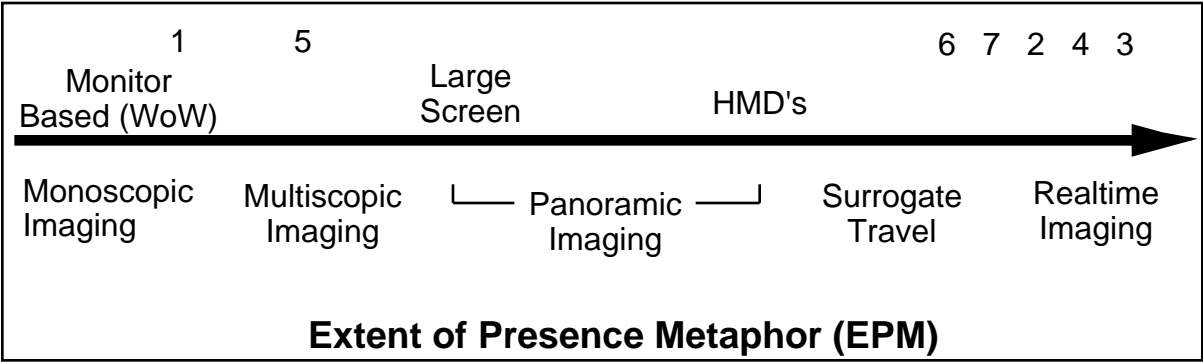 1 5 6 7 2 4 3
Monitor
Based (WoW)
Large
Screen
HMD's
Monoscopic
Imaging
Multiscopic
Imaging
Panoramic
Imaging
Surrogate
Travel
Realtime
Imaging
Extent of Presence Metaphor (EPM)